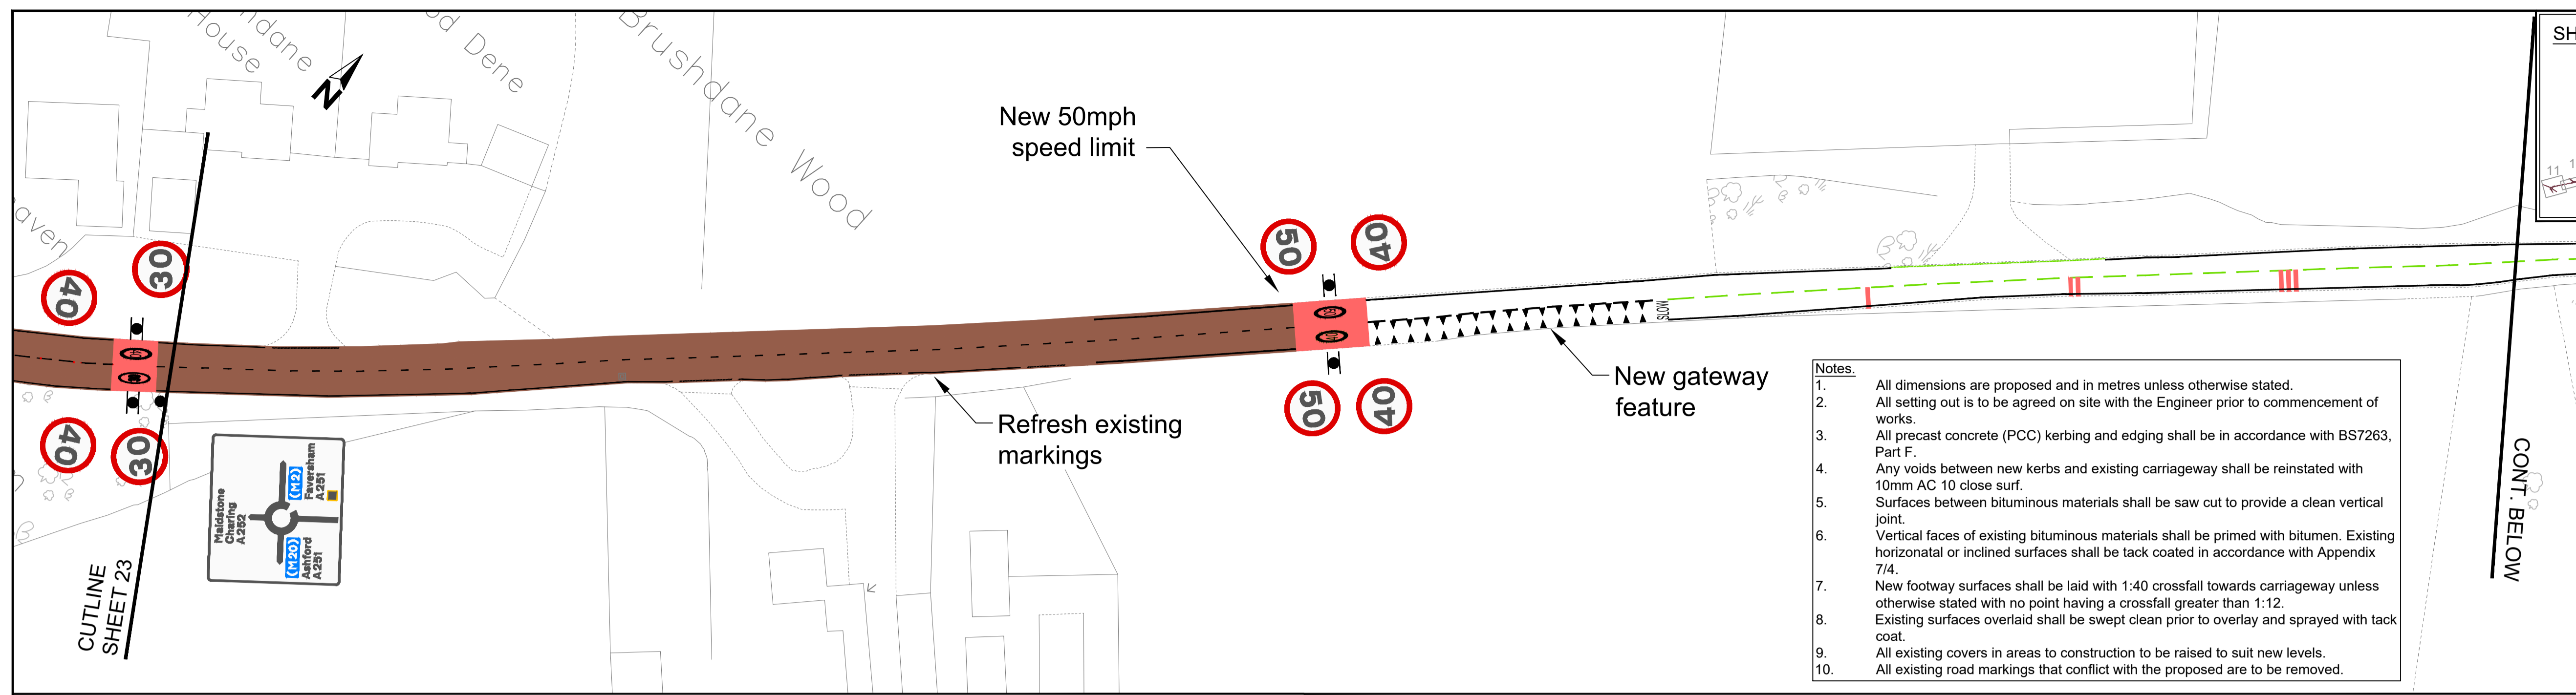 ndane
House
od Dene
Brushdane Wood
aven
N
New 50mph
speed limit
50
40
40
30
40
30
50
40
50
40
SLOW
New gateway
feature
Refresh existing
markings
Maidstone
Charing
A252
(M2)
Faversham
A251
(M20)
Ashford
A251
CUTLINE
SHEET 23
CONT. BELOW
SH
11
Notes.
1. All dimensions are proposed and in metres unless otherwise stated.
2. All setting out is to be agreed on site with the Engineer prior to commencement of
works.
3. All precast concrete (PCC) kerbing and edging shall be in accordance with BS7263,
Part F.
4. Any voids between new kerbs and existing carriageway shall be reinstated with
10mm AC 10 close surf.
5. Surfaces between bituminous materials shall be saw cut to provide a clean vertical
joint.
6. Vertical faces of existing bituminous materials shall be primed with bitumen. Existing
horizonatal or inclined surfaces shall be tack coated in accordance with Appendix
7/4.
7. New footway surfaces shall be laid with 1:40 crossfall towards carriageway unless
otherwise stated with no point having a crossfall greater than 1:12.
8. Existing surfaces overlaid shall be swept clean prior to overlay and sprayed with tack
coat.
9. All existing covers in areas to construction to be raised to suit new levels.
10. All existing road markings that conflict with the proposed are to be removed.